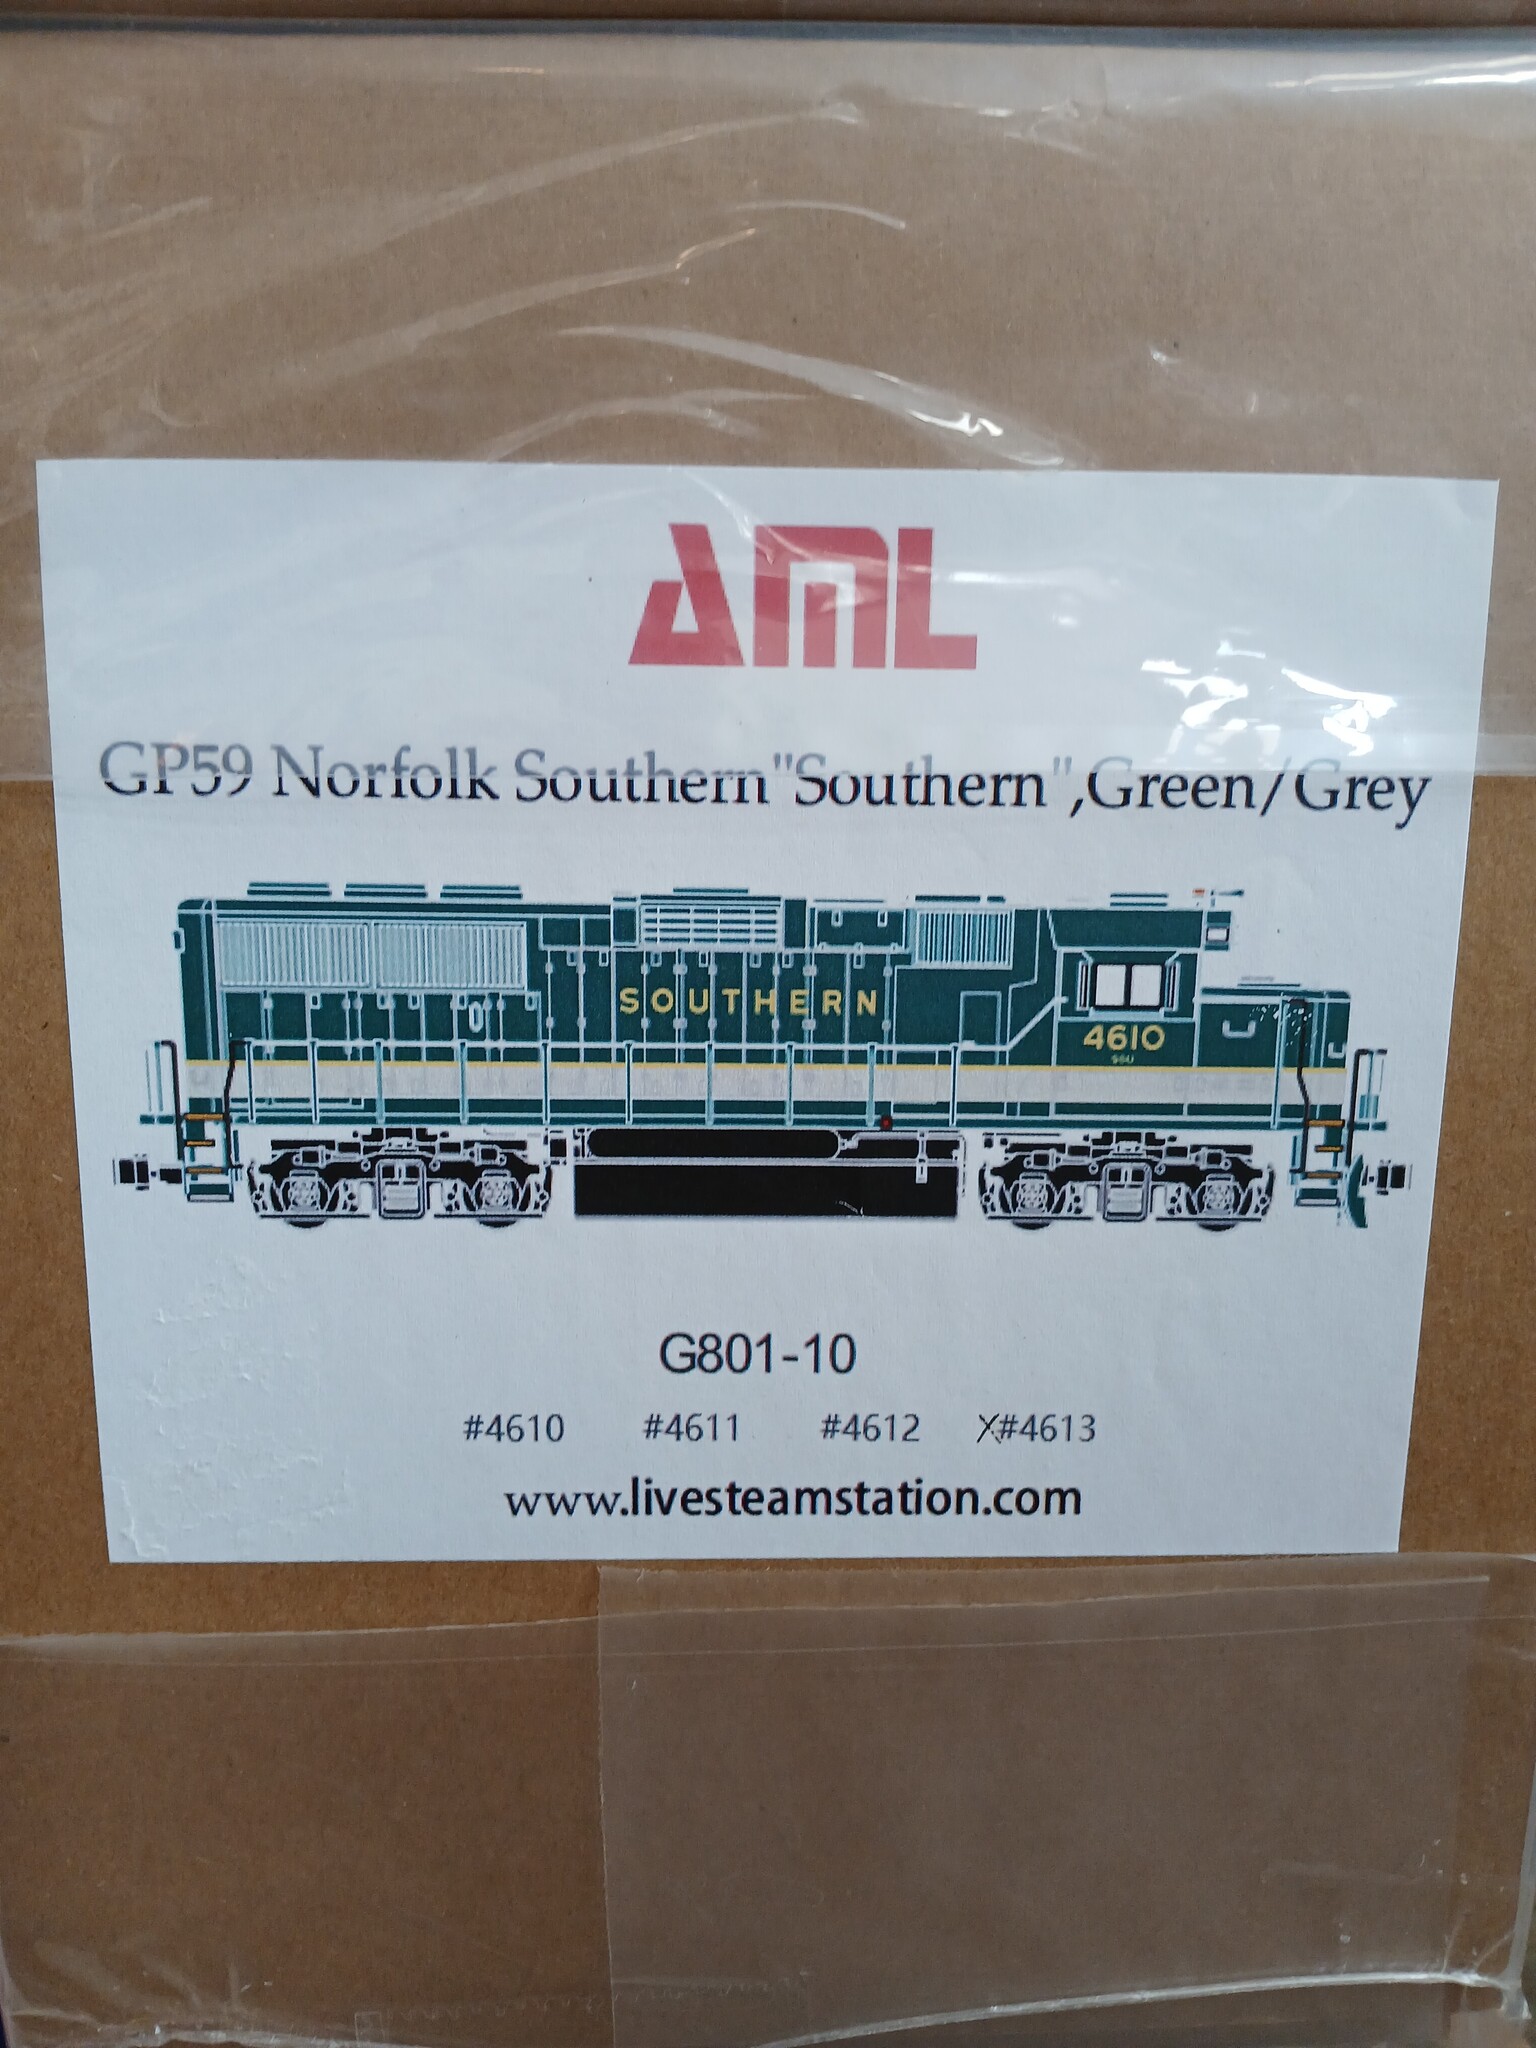 AML
GP59 Norfolk Southern"Southern",Green/Grey
SOUTHERN
4610
G801-10
#4610 #4611 #4612 X#4613
www.livesteamstation.com